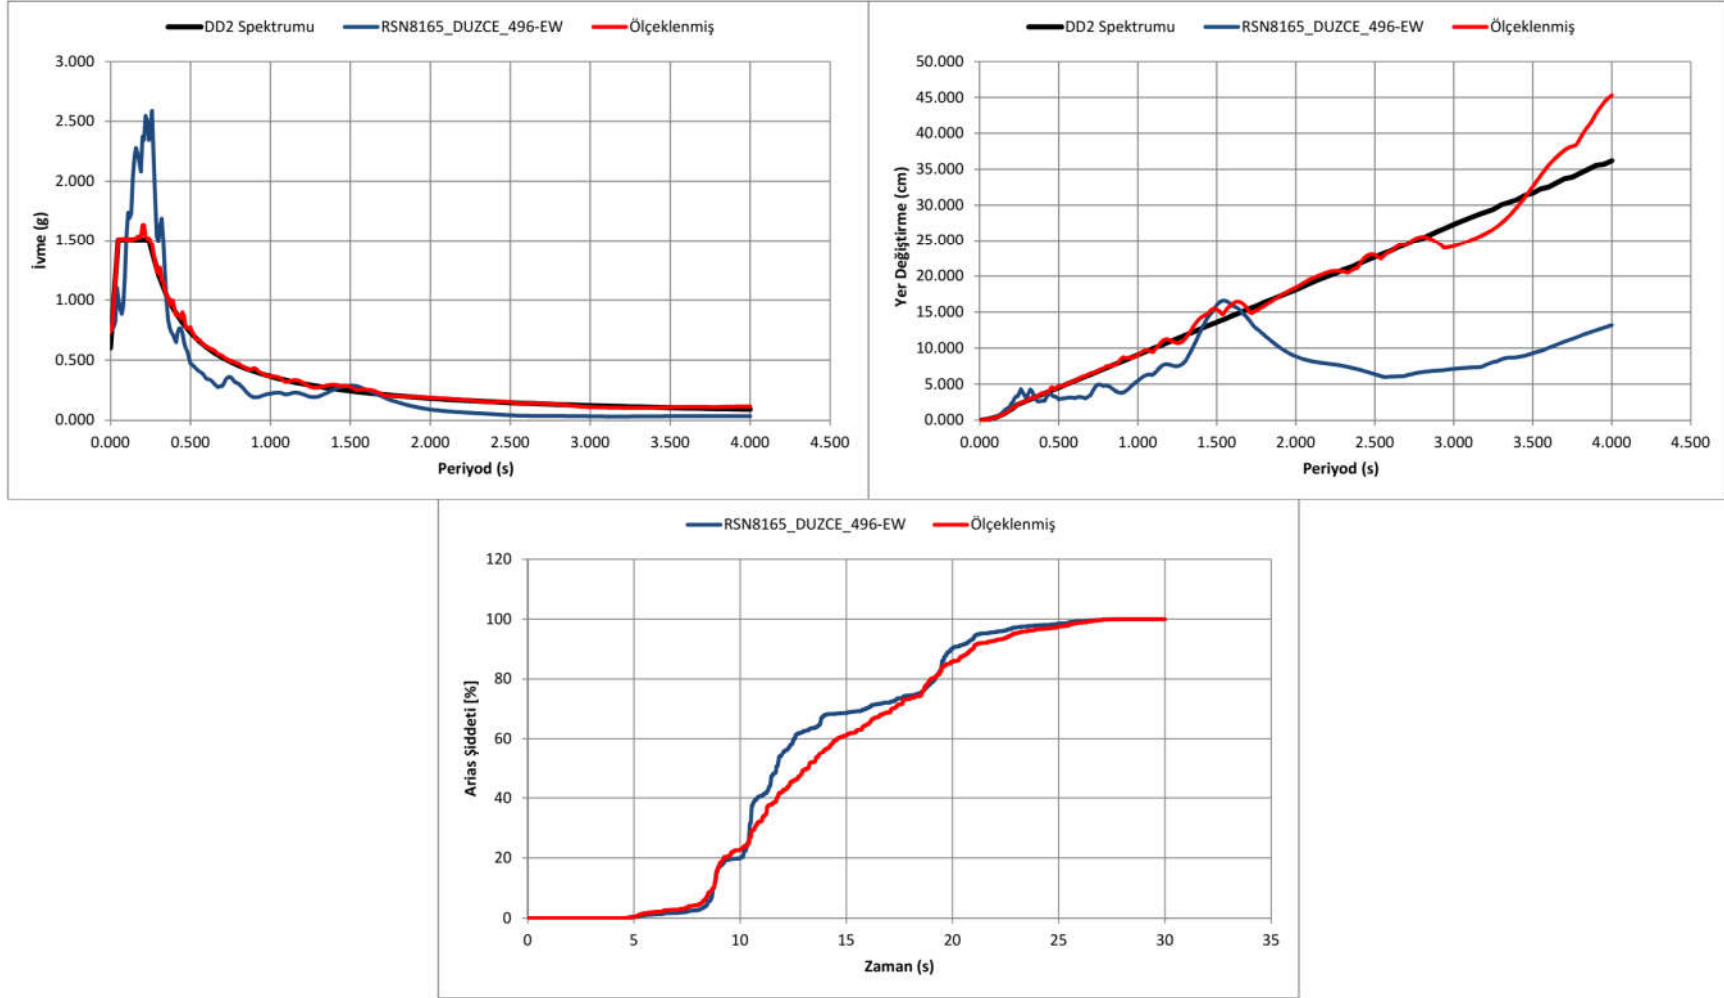 DD2 Spektrumu RSN8165_DUZCE_496-EW Ölçeklenmiş
3.000
2.500
2.000
1.500
1.000
0.500
0.000
İvme (g)
0.000 0.500 1.000 1.500 2.000 2.500 3.000 3.500 4.000 4.500
Periyod (s)
DD2 Spektrumu RSN8165_DUZCE_496-EW Ölçeklenmiş
50.000
45.000
40.000
35.000
30.000
25.000
20.000
15.000
10.000
5.000
0.000
Yer Değiştirme (cm)
0.000 0.500 1.000 1.500 2.000 2.500 3.000 3.500 4.000 4.500
Periyod (s)
RSN8165_DUZCE_496-EW Ölçeklenmiş
120
100
80
60
40
20
0
Arias Şiddeti [%]
0 5 10 15 20 25 30 35
Zaman (s)